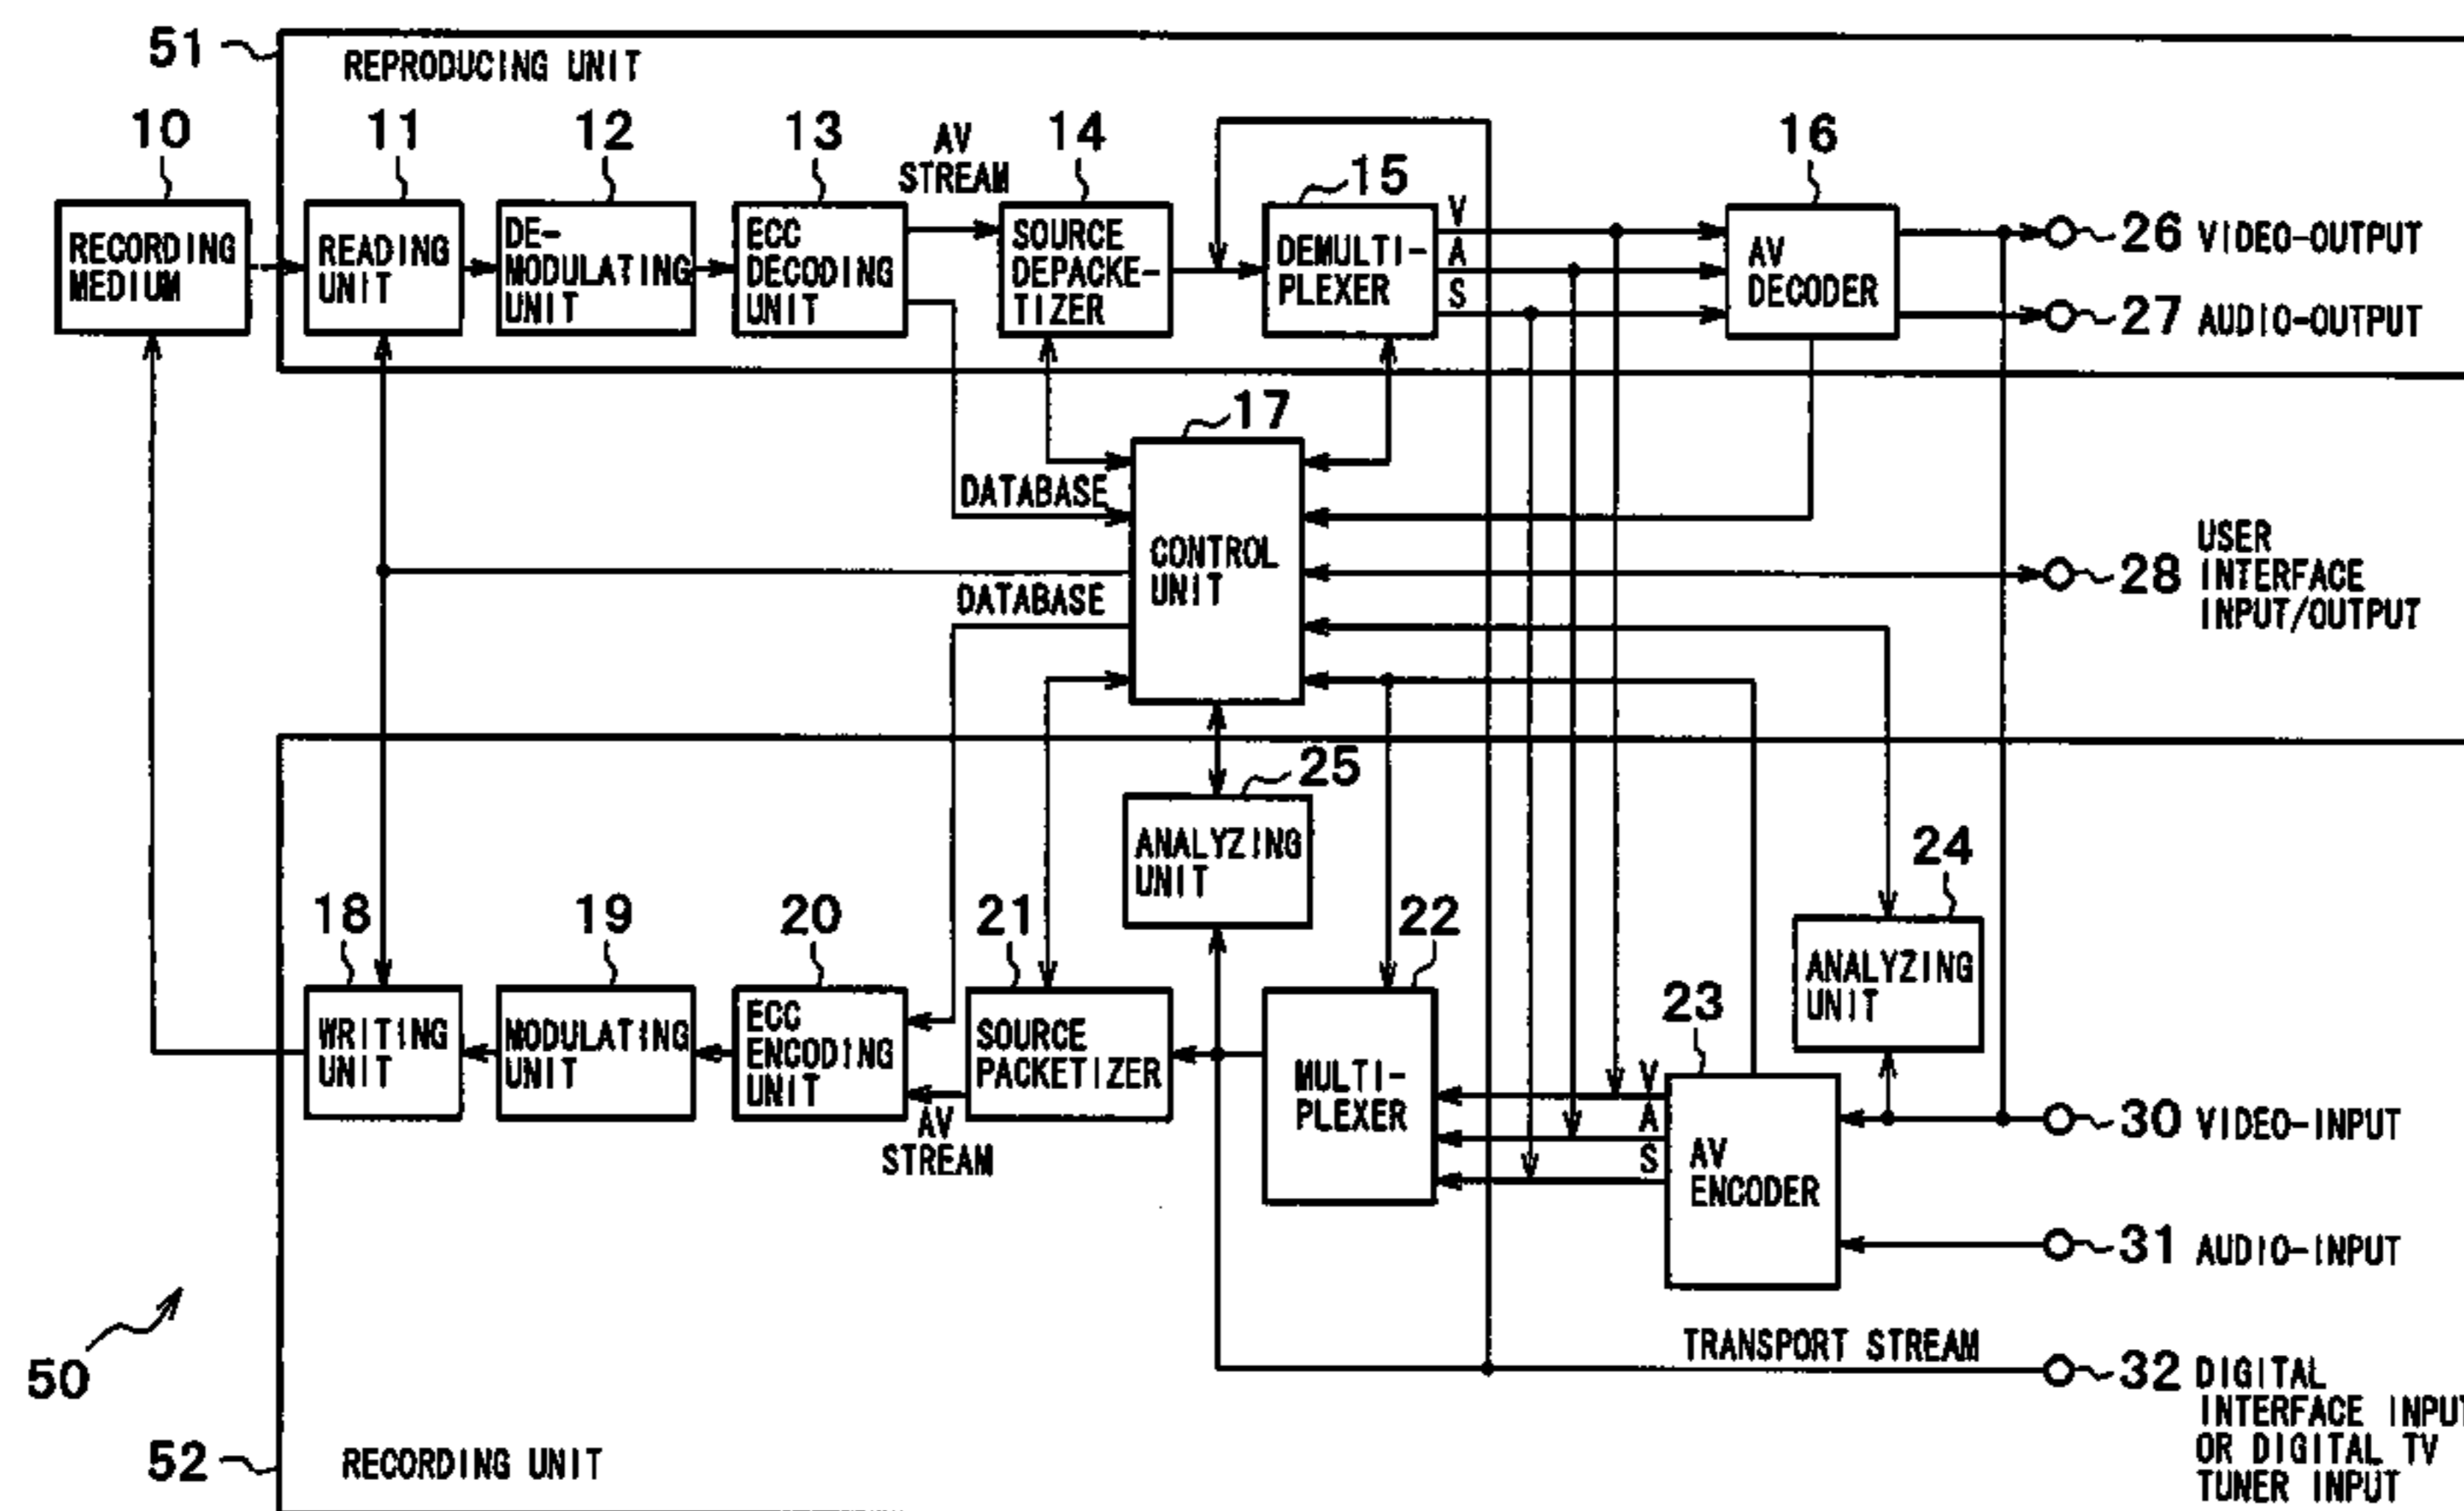 51
REPRODUCING UNIT
10
11
12
13
AV
STREAM
14
15
16
RECORDING
MEDIUM
READING
UNIT
DE-
MODULATING
UNIT
ECC
DECODING
UNIT
SOURCE
DEPACKE-
TIZER
DEMULTI-
PLEXER
V
A
S
AV
DECODER
26 VIDEO-OUTPUT
27 AUDIO-OUTPUT
17
DATABASE
CONTROL
UNIT
DATABASE
28 USER
INTERFACE
INPUT/OUTPUT
25
ANALYZING
UNIT
24
ANALYZING
UNIT
18
19
20
21
22
23
WRITING
UNIT
MODULATING
UNIT
ECC
ENCODING
UNIT
SOURCE
PACKETIZER
AV
STREAM
MULTI-
PLEXER
V
A
S
AV
ENCODER
30 VIDEO-INPUT
31 AUDIO-INPUT
TRANSPORT STREAM
32 DIGITAL
INTERFACE INPUT
OR DIGITAL TV
TUNER INPUT
50
52
RECORDING UNIT